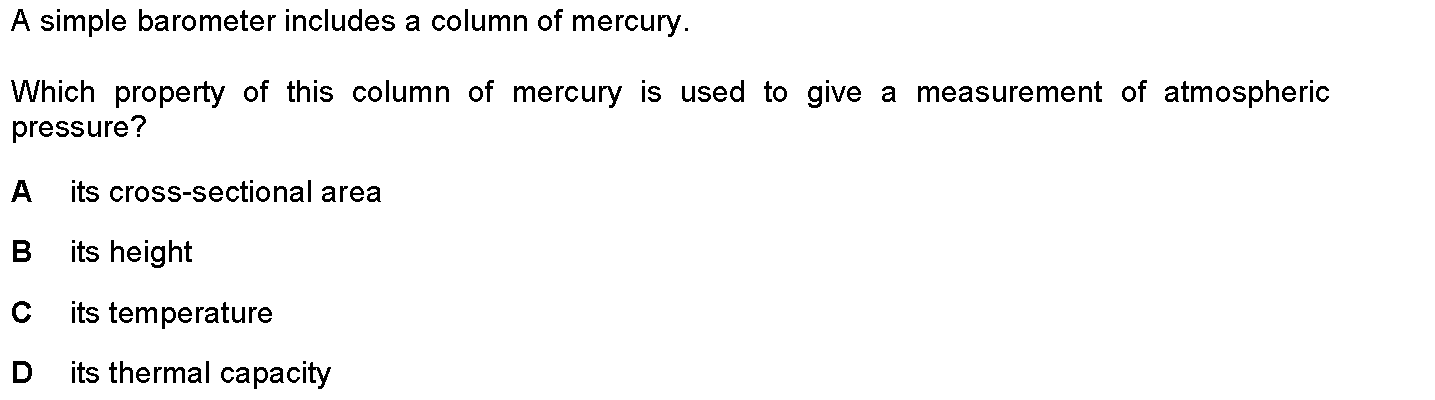 A simple barometer includes a column of mercury.
Which property of this column of mercury is used to give a measurement of atmospheric
pressure?
A its cross-sectional area
B its height
C its temperature
D its thermal capacity